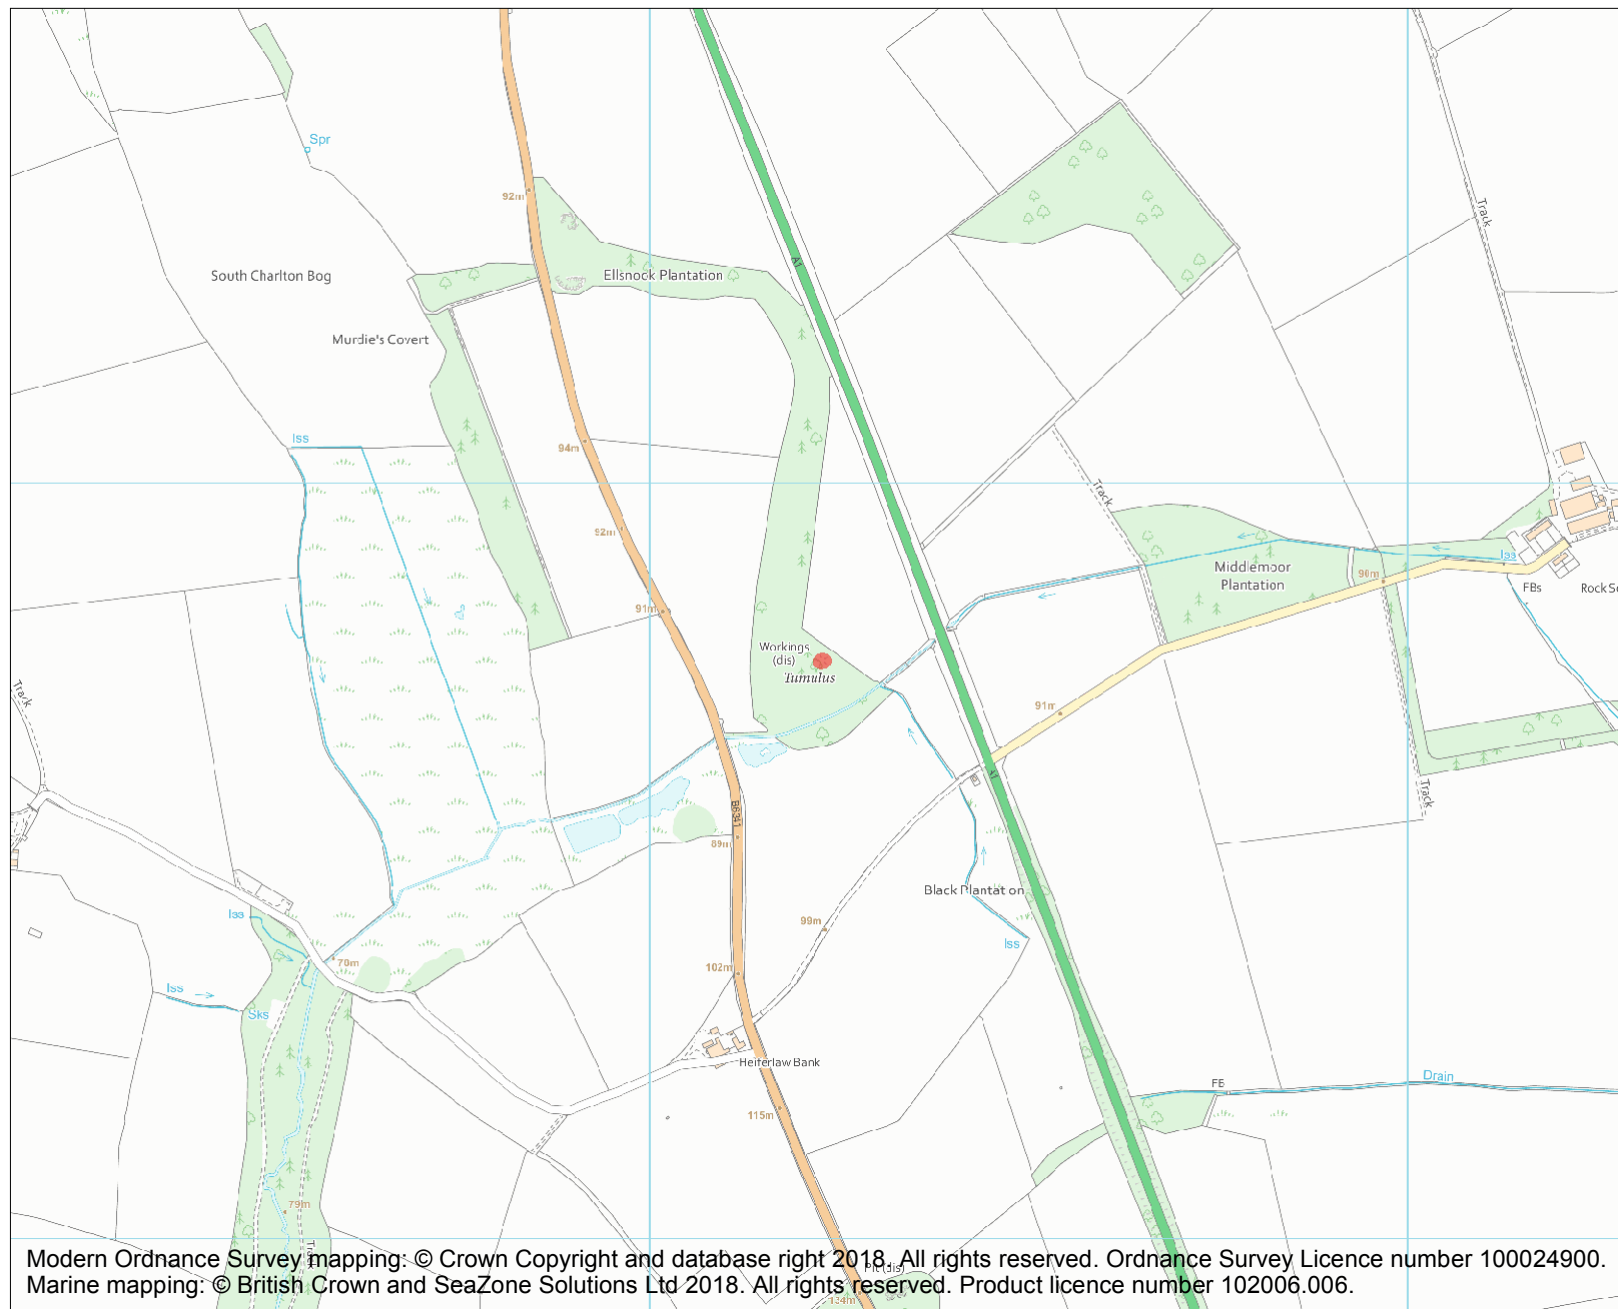 Spr
92m
A1
Track
South Charlton Bog
Ellsnook Plantation
Murdie's Covert
Iss
94m
Track
92m
Iss
Middlemoor
Plantation
96m
FBs
91m
Workings
(dis)
Tumulus
Track
91m
A1
Track
B6341
89m
Black Plantation
Iss
99m
Iss
70m
102m
Iss
Sks
Heiferlaw Bank
Drain
FB
115m
79m
Track
Pit (dis)
134m
Modern Ordnance Survey mapping: © Crown Copyright and database right 2018. All rights reserved. Ordnance Survey Licence number 100024900.
Marine mapping: © British Crown and SeaZone Solutions Ltd 2018. All rights reserved. Product licence number 102006.006.